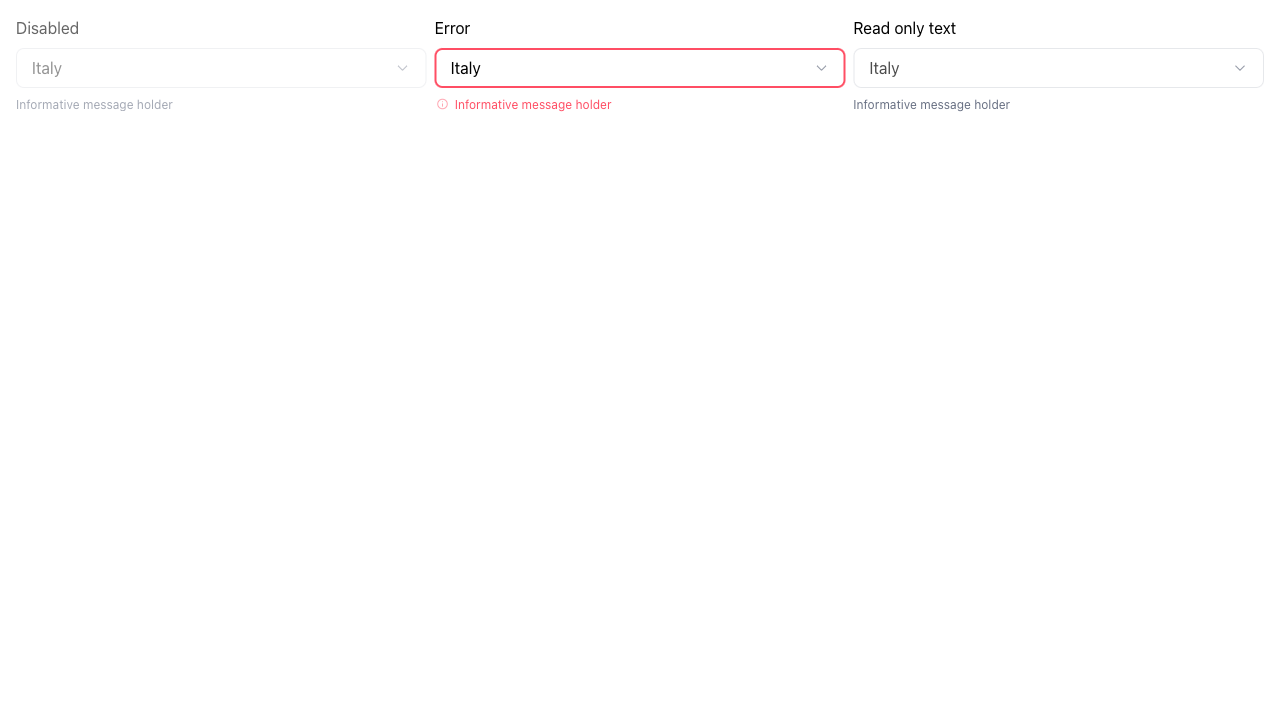 Disabled
Italy
Informative message holder
Error
Italy
Informative message holder
Read only text
Italy
Informative message holder